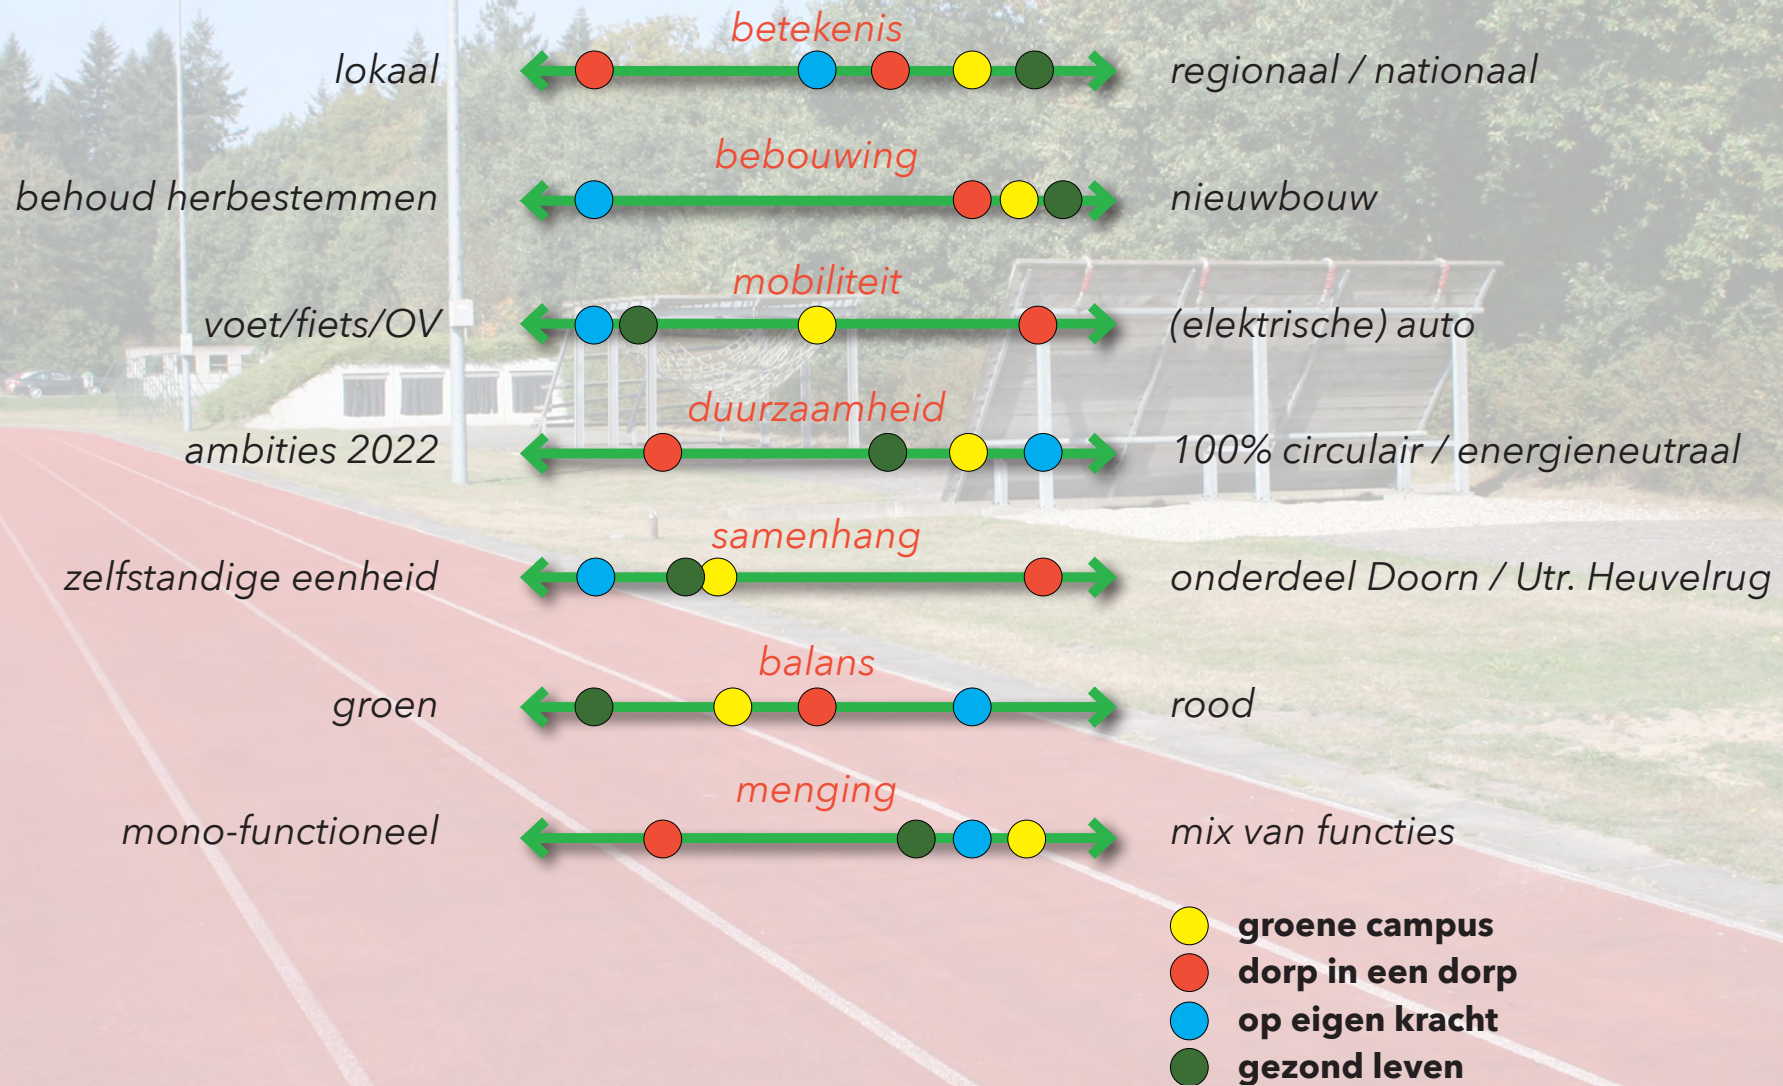 betekenis
lokaal
regionaal / nationaal
bebouwing
behoud herbestemmen
nieuwbouw
mobiliteit
voet/fiets/OV
(elektrische) auto
duurzaamheid
ambities 2022
100% circulair / energieneutraal
samenhang
zelfstandige eenheid
onderdeel Doorn / Utr. Heuvelrug
balans
groen
rood
menging
mono-functioneel
mix van functies
groene campus
dorp in een dorp
op eigen kracht
gezond leven